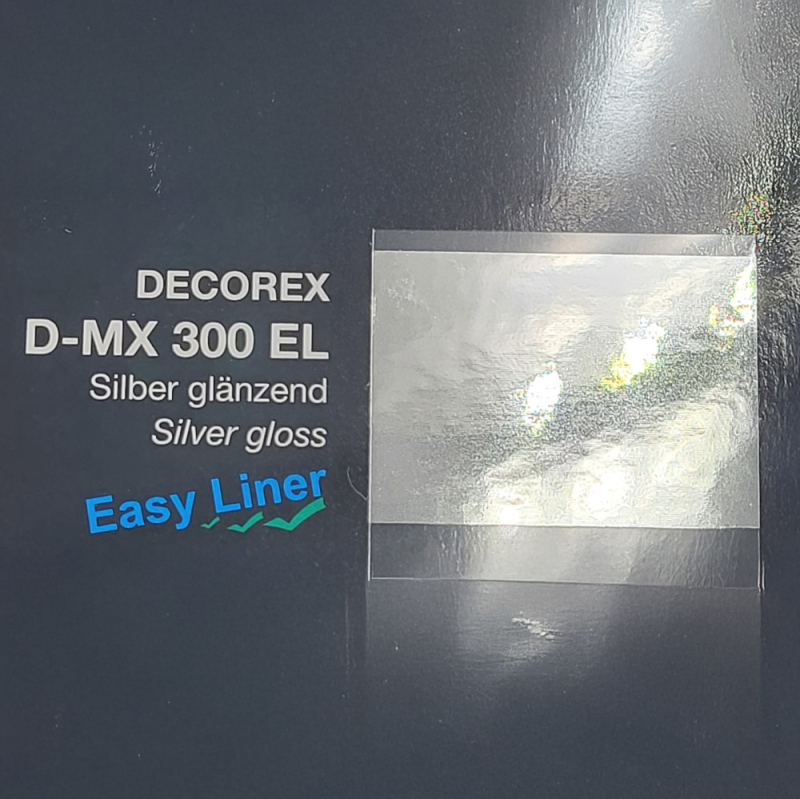 DECOREX
D-MX 300 EL
Silber glänzend
Silver gloss
Easy Liner